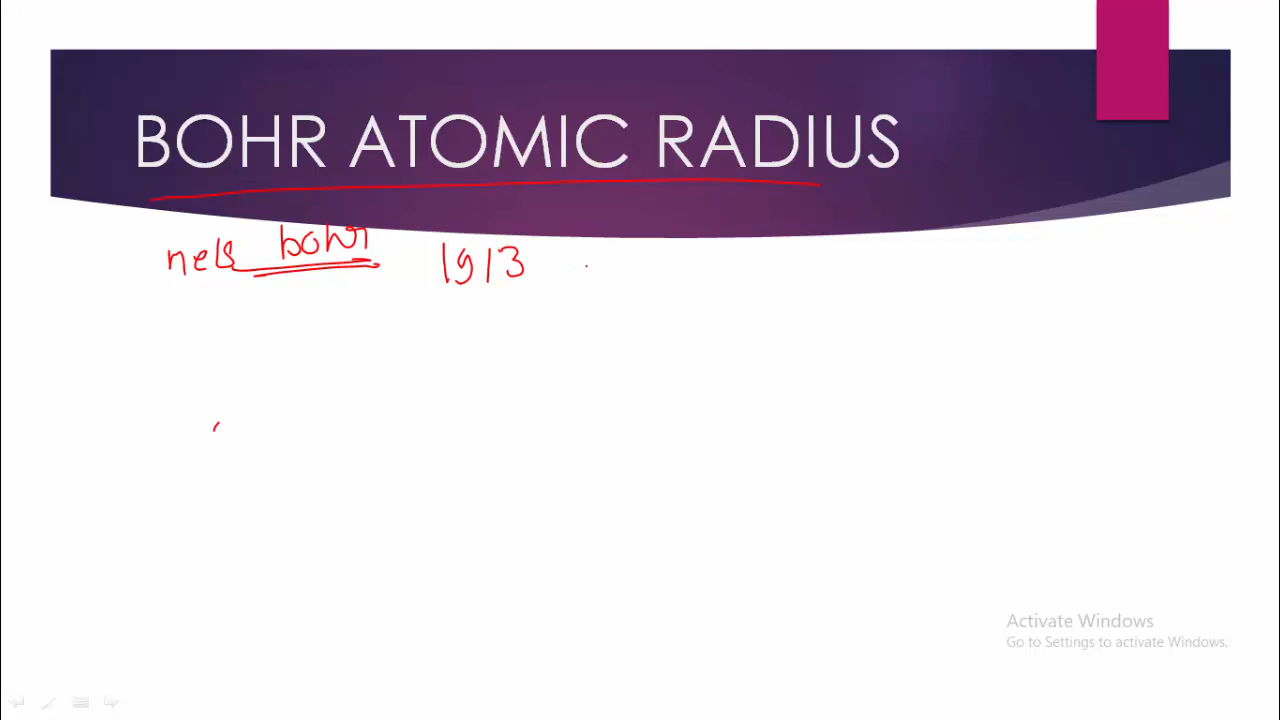 BOHR ATOMIC RADIUS
nels bohr 1913
Activate Windows
Go to Settings to activate Windows.